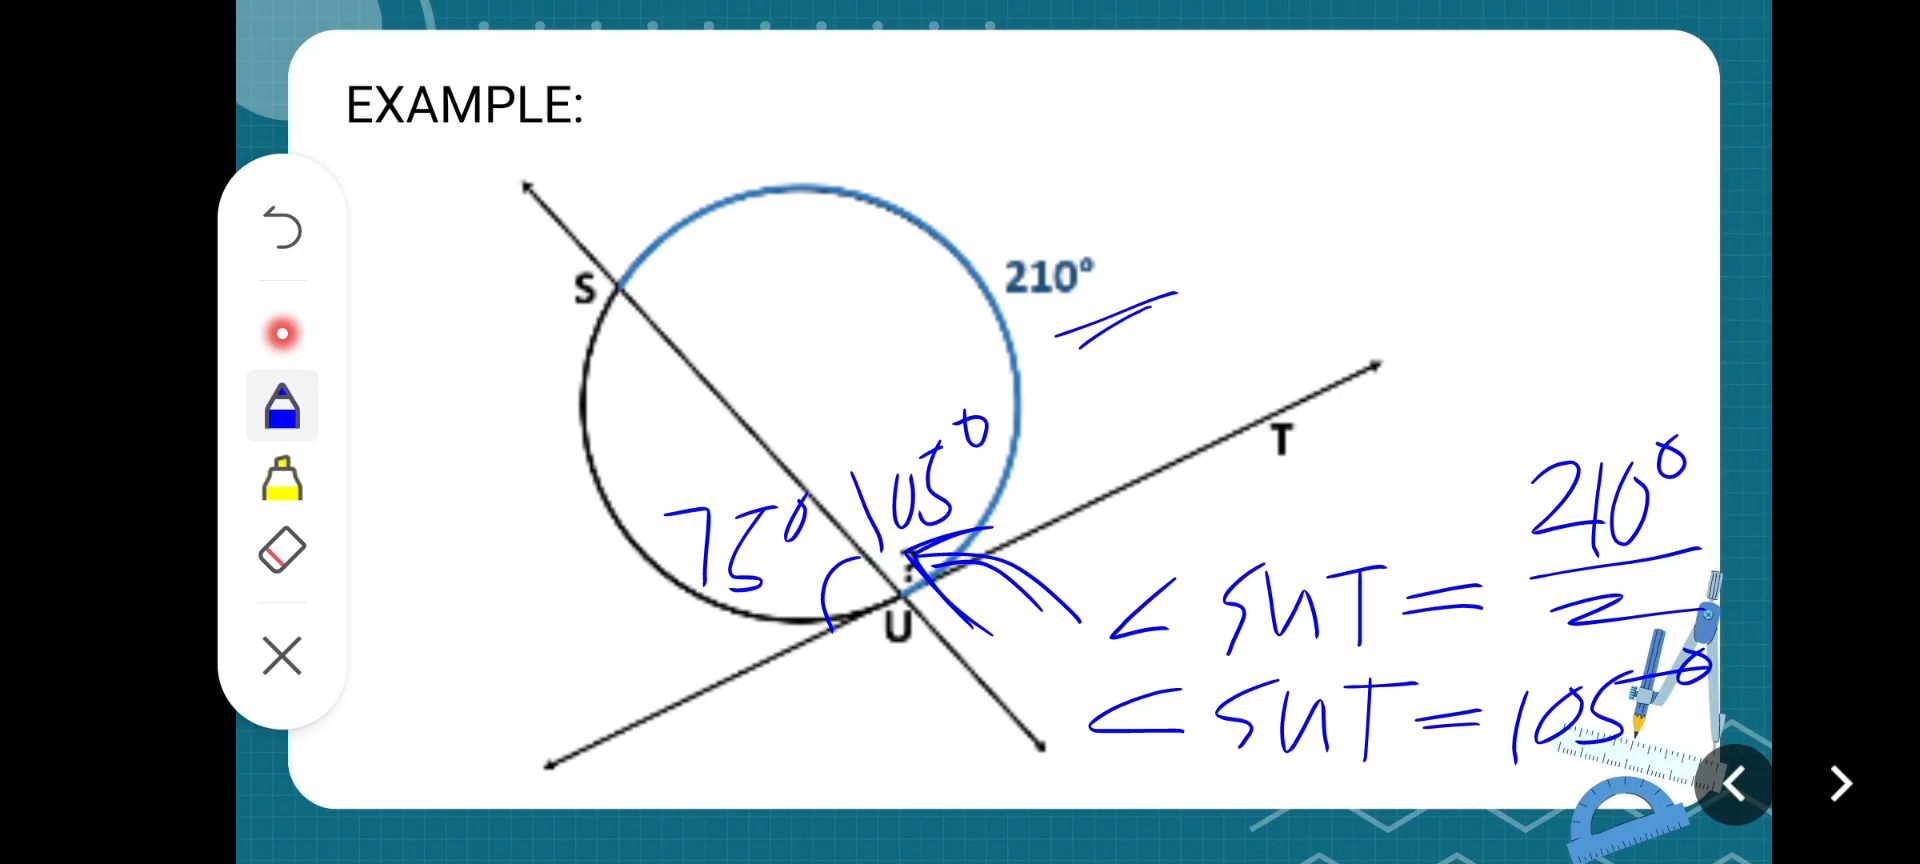 EXAMPLE:
S
210°
T
105°
75°
U
< SUT = 210° / 2
< SUT = 105°